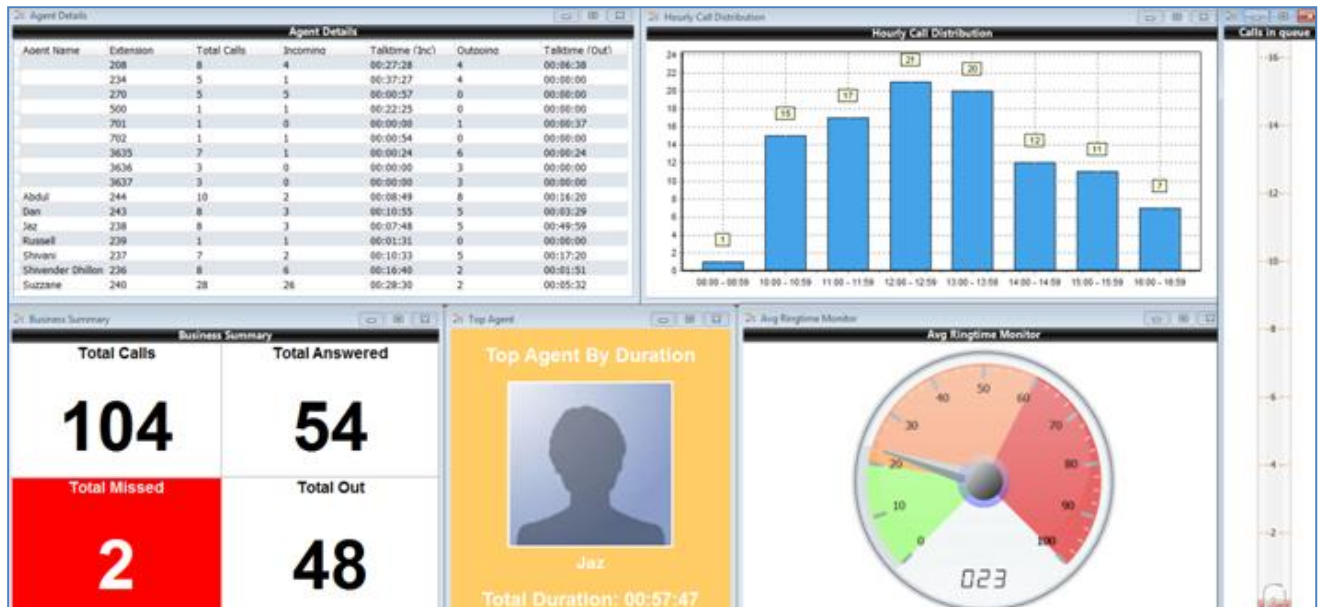 Agent Details
Agent Details
Agent Name Extension Total Calls Incoming Talktime (Inc) Outgoing Talktime (Out)
208 8 4 00:27:28 4 00:06:38
234 5 1 00:37:27 4 00:00:00
270 5 5 00:00:57 0 00:00:00
500 1 1 00:22:25 0 00:00:00
701 1 0 00:00:00 1 00:00:37
702 1 1 00:00:54 0 00:00:00
3635 7 1 00:00:24 6 00:00:24
3636 3 0 00:00:00 3 00:00:00
3637 3 0 00:00:00 3 00:00:00
Abdul 244 10 2 00:08:49 8 00:16:20
Dan 243 8 3 00:10:55 5 00:03:29
Jaz 238 8 3 00:07:48 5 00:49:59
Russell 239 1 1 00:01:31 0 00:00:00
Shivani 237 7 2 00:10:33 5 00:17:20
Shivender Dhillon 236 8 6 00:16:40 2 00:01:51
Suzzane 240 28 26 00:28:30 2 00:05:32
Hourly Call Distribution
Hourly Call Distribution
24
22
20
18
16
14
12
10
8
6
4
2
0
1 15 17 21 20 12 11 7
08:00 - 08:59 10:00 - 10:59 11:00 - 11:59 12:00 - 12:59 13:00 - 13:59 14:00 - 14:59 15:00 - 15:59 16:00 - 16:59
Calls in queue
16
14
12
10
8
6
4
2
Business Summary
Business Summary
Total Calls Total Answered
104 54
Total Missed Total Out
2 48
Top Agent
Top Agent By Duration
Jaz
Total Duration: 00:57:47
Avg Ringtime Monitor
Avg Ringtime Monitor
0 10 20 30 40 50 60 70 80 90 100
023